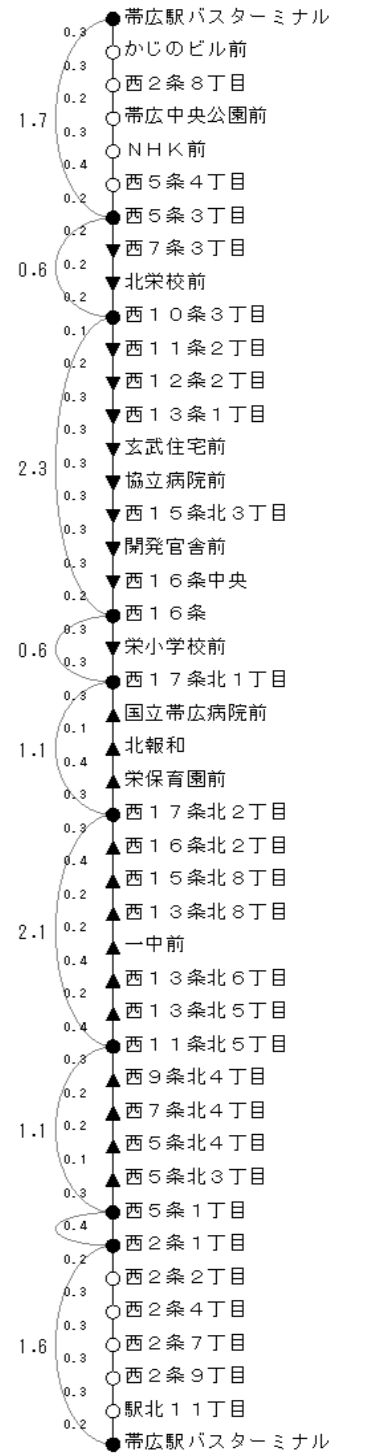 帯広駅バスターミナル
0.3
かじのビル前
0.3
西２条８丁目
0.2
1.7
帯広中央公園前
0.3
ＮＨＫ前
0.4
西５条４丁目
0.2
西５条３丁目
0.2
西７条３丁目
0.2
0.6
北栄校前
0.2
西１０条３丁目
0.1
西１１条２丁目
0.2
西１２条２丁目
0.3
西１３条１丁目
0.3
玄武住宅前
0.3
2.3
協立病院前
0.3
西１５条北３丁目
0.3
開発官舎前
0.3
西１６条中央
0.2
西１６条
0.3
0.6
栄小学校前
0.3
西１７条北１丁目
0.3
国立帯広病院前
0.1
1.1
北報和
0.4
栄保育園前
0.3
西１７条北２丁目
0.3
西１６条北２丁目
0.4
西１５条北８丁目
0.2
西１３条北８丁目
0.2
2.1
一中前
0.4
西１３条北６丁目
0.2
西１３条北５丁目
0.4
西１１条北５丁目
0.3
西９条北４丁目
0.2
西７条北４丁目
0.2
1.1
西５条北４丁目
0.1
西５条北３丁目
0.3
西５条１丁目
0.4
西２条１丁目
0.2
西２条２丁目
0.3
西２条４丁目
0.3
1.6
西２条７丁目
0.3
西２条９丁目
0.3
駅北１１丁目
0.2
帯広駅バスターミナル